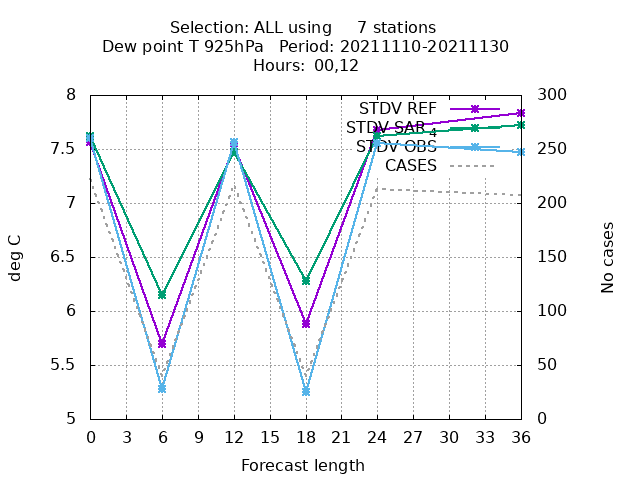 Selection: ALL using     7 stations
Dew point T 925hPa   Period: 20211110-20211130
Hours:  00,12
STDV REF
STDV SAR_4
STDV OBS
CASES
8
7.5
7
6.5
6
5.5
5
deg C
300
250
200
150
100
50
0
No cases
0 3 6 9 12 15 18 21 24 27 30 33 36
Forecast length